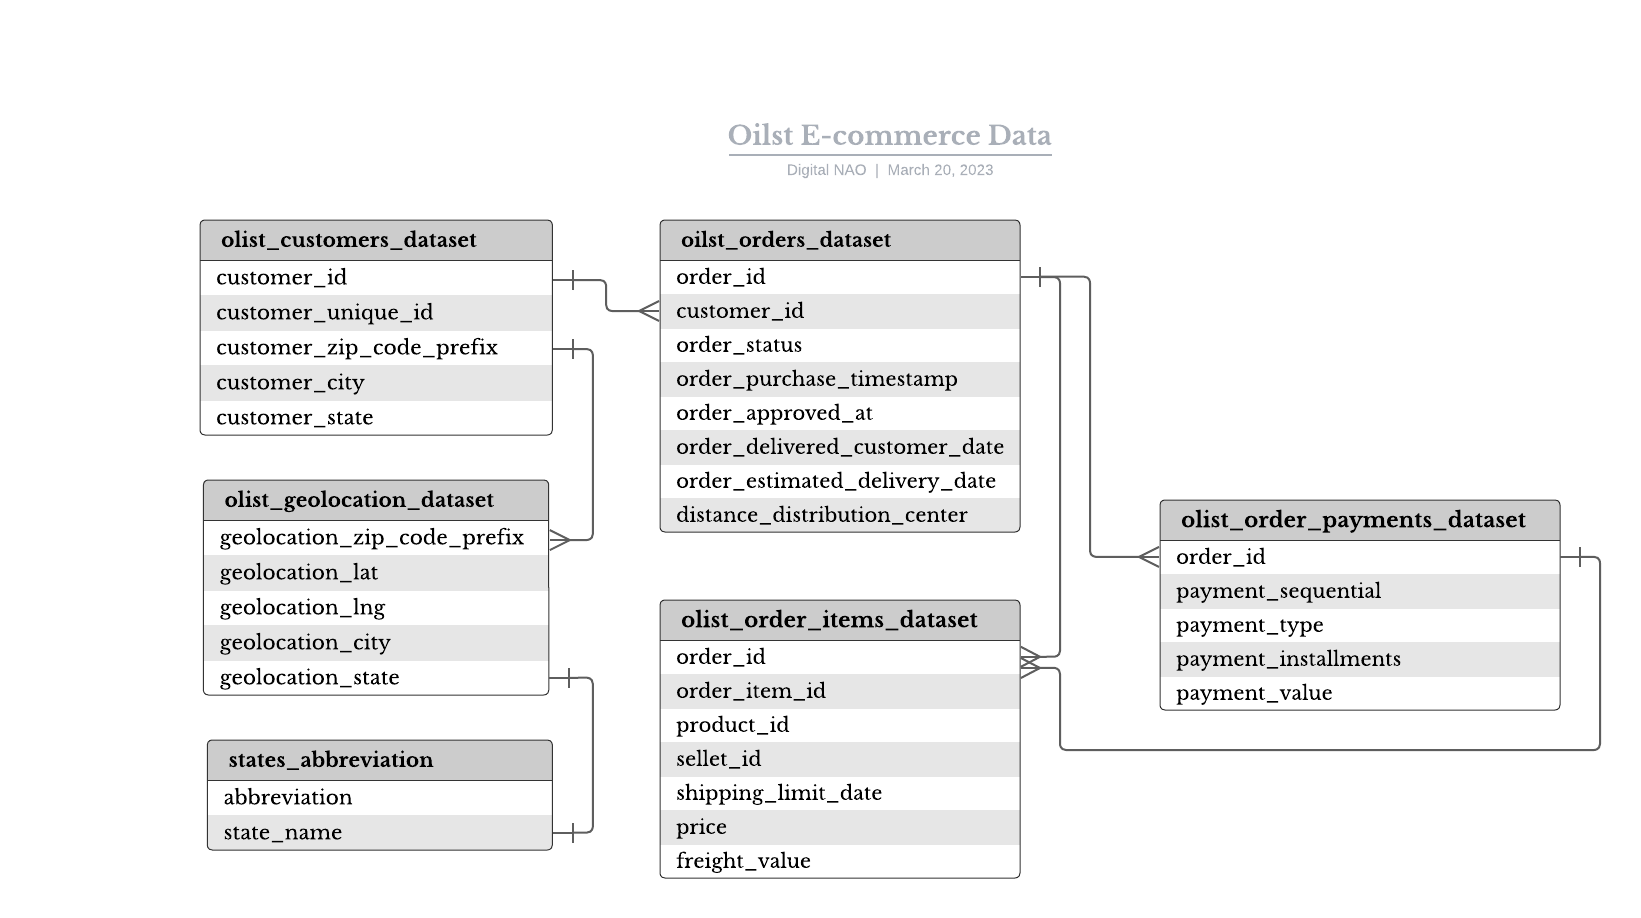 Oilst E-commerce Data
Digital NAO | March 20, 2023
olist_customers_dataset
customer_id
customer_unique_id
customer_zip_code_prefix
customer_city
customer_state
olist_geolocation_dataset
geolocation_zip_code_prefix
geolocation_lat
geolocation_lng
geolocation_city
geolocation_state
states_abbreviation
abbreviation
state_name
oilst_orders_dataset
order_id
customer_id
order_status
order_purchase_timestamp
order_approved_at
order_delivered_customer_date
order_estimated_delivery_date
distance_distribution_center
olist_order_items_dataset
order_id
order_item_id
product_id
sellet_id
shipping_limit_date
price
freight_value
olist_order_payments_dataset
order_id
payment_sequential
payment_type
payment_installments
payment_value